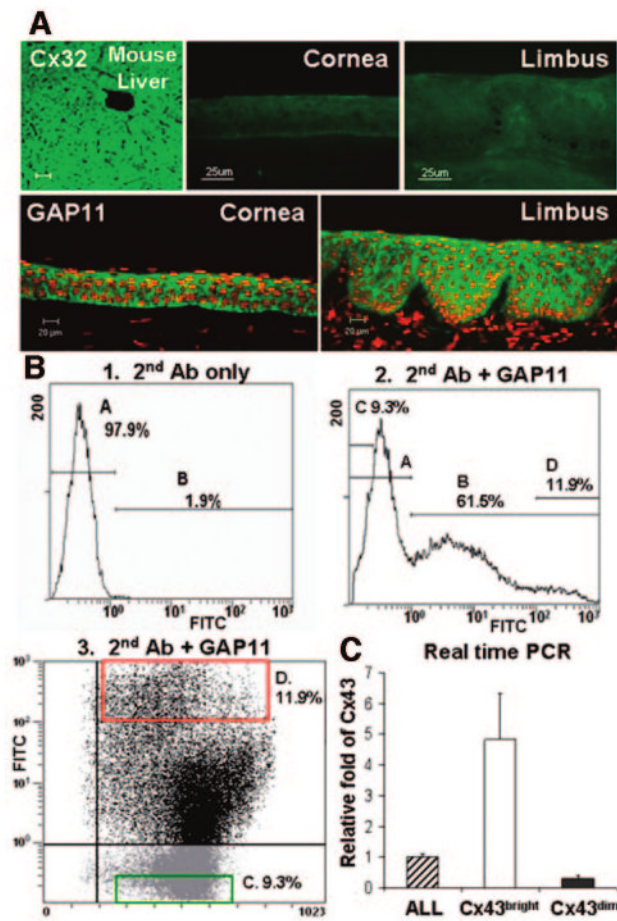 A
Cx32 Mouse Liver
Cornea
25um
Limbus
25um
GAP11 Cornea
20 µm
Limbus
20 µm
B
1. 2nd Ab only
200
A
97.9%
B
1.9%
10⁰ 10¹ 10² 10³
FITC
2. 2nd Ab + GAP11
200
C 9.3%
A
B
61.5%
D
11.9%
10⁰ 10¹ 10² 10³
FITC
3. 2nd Ab + GAP11
10³
10²
10¹
10⁰
FITC
D.
11.9%
C. 9.3%
0 1023
C
Real time PCR
Relative fold of Cx43
7
6
5
4
3
2
1
0
ALL Cx43bright Cx43dim